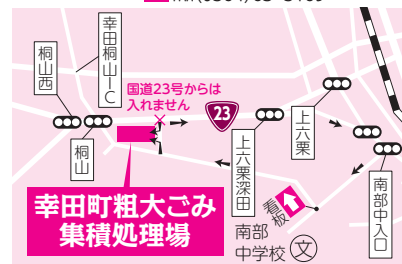 桐山西
幸田桐山IC
国道23号からは
入れません
23
上六栗
桐山
上六栗深田
南部中入口
看板
幸田町粗大ごみ
集積処理場
南部
中学校
文